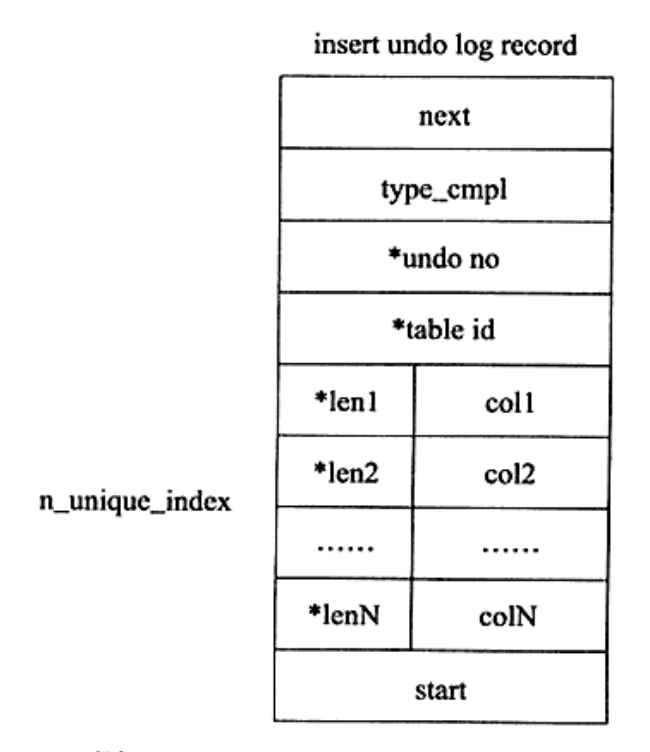 insert undo log record
next
type_cmpl
*undo no
*table id
*len1 col1
*len2 col2
n_unique_index
...... ......
*lenN colN
start